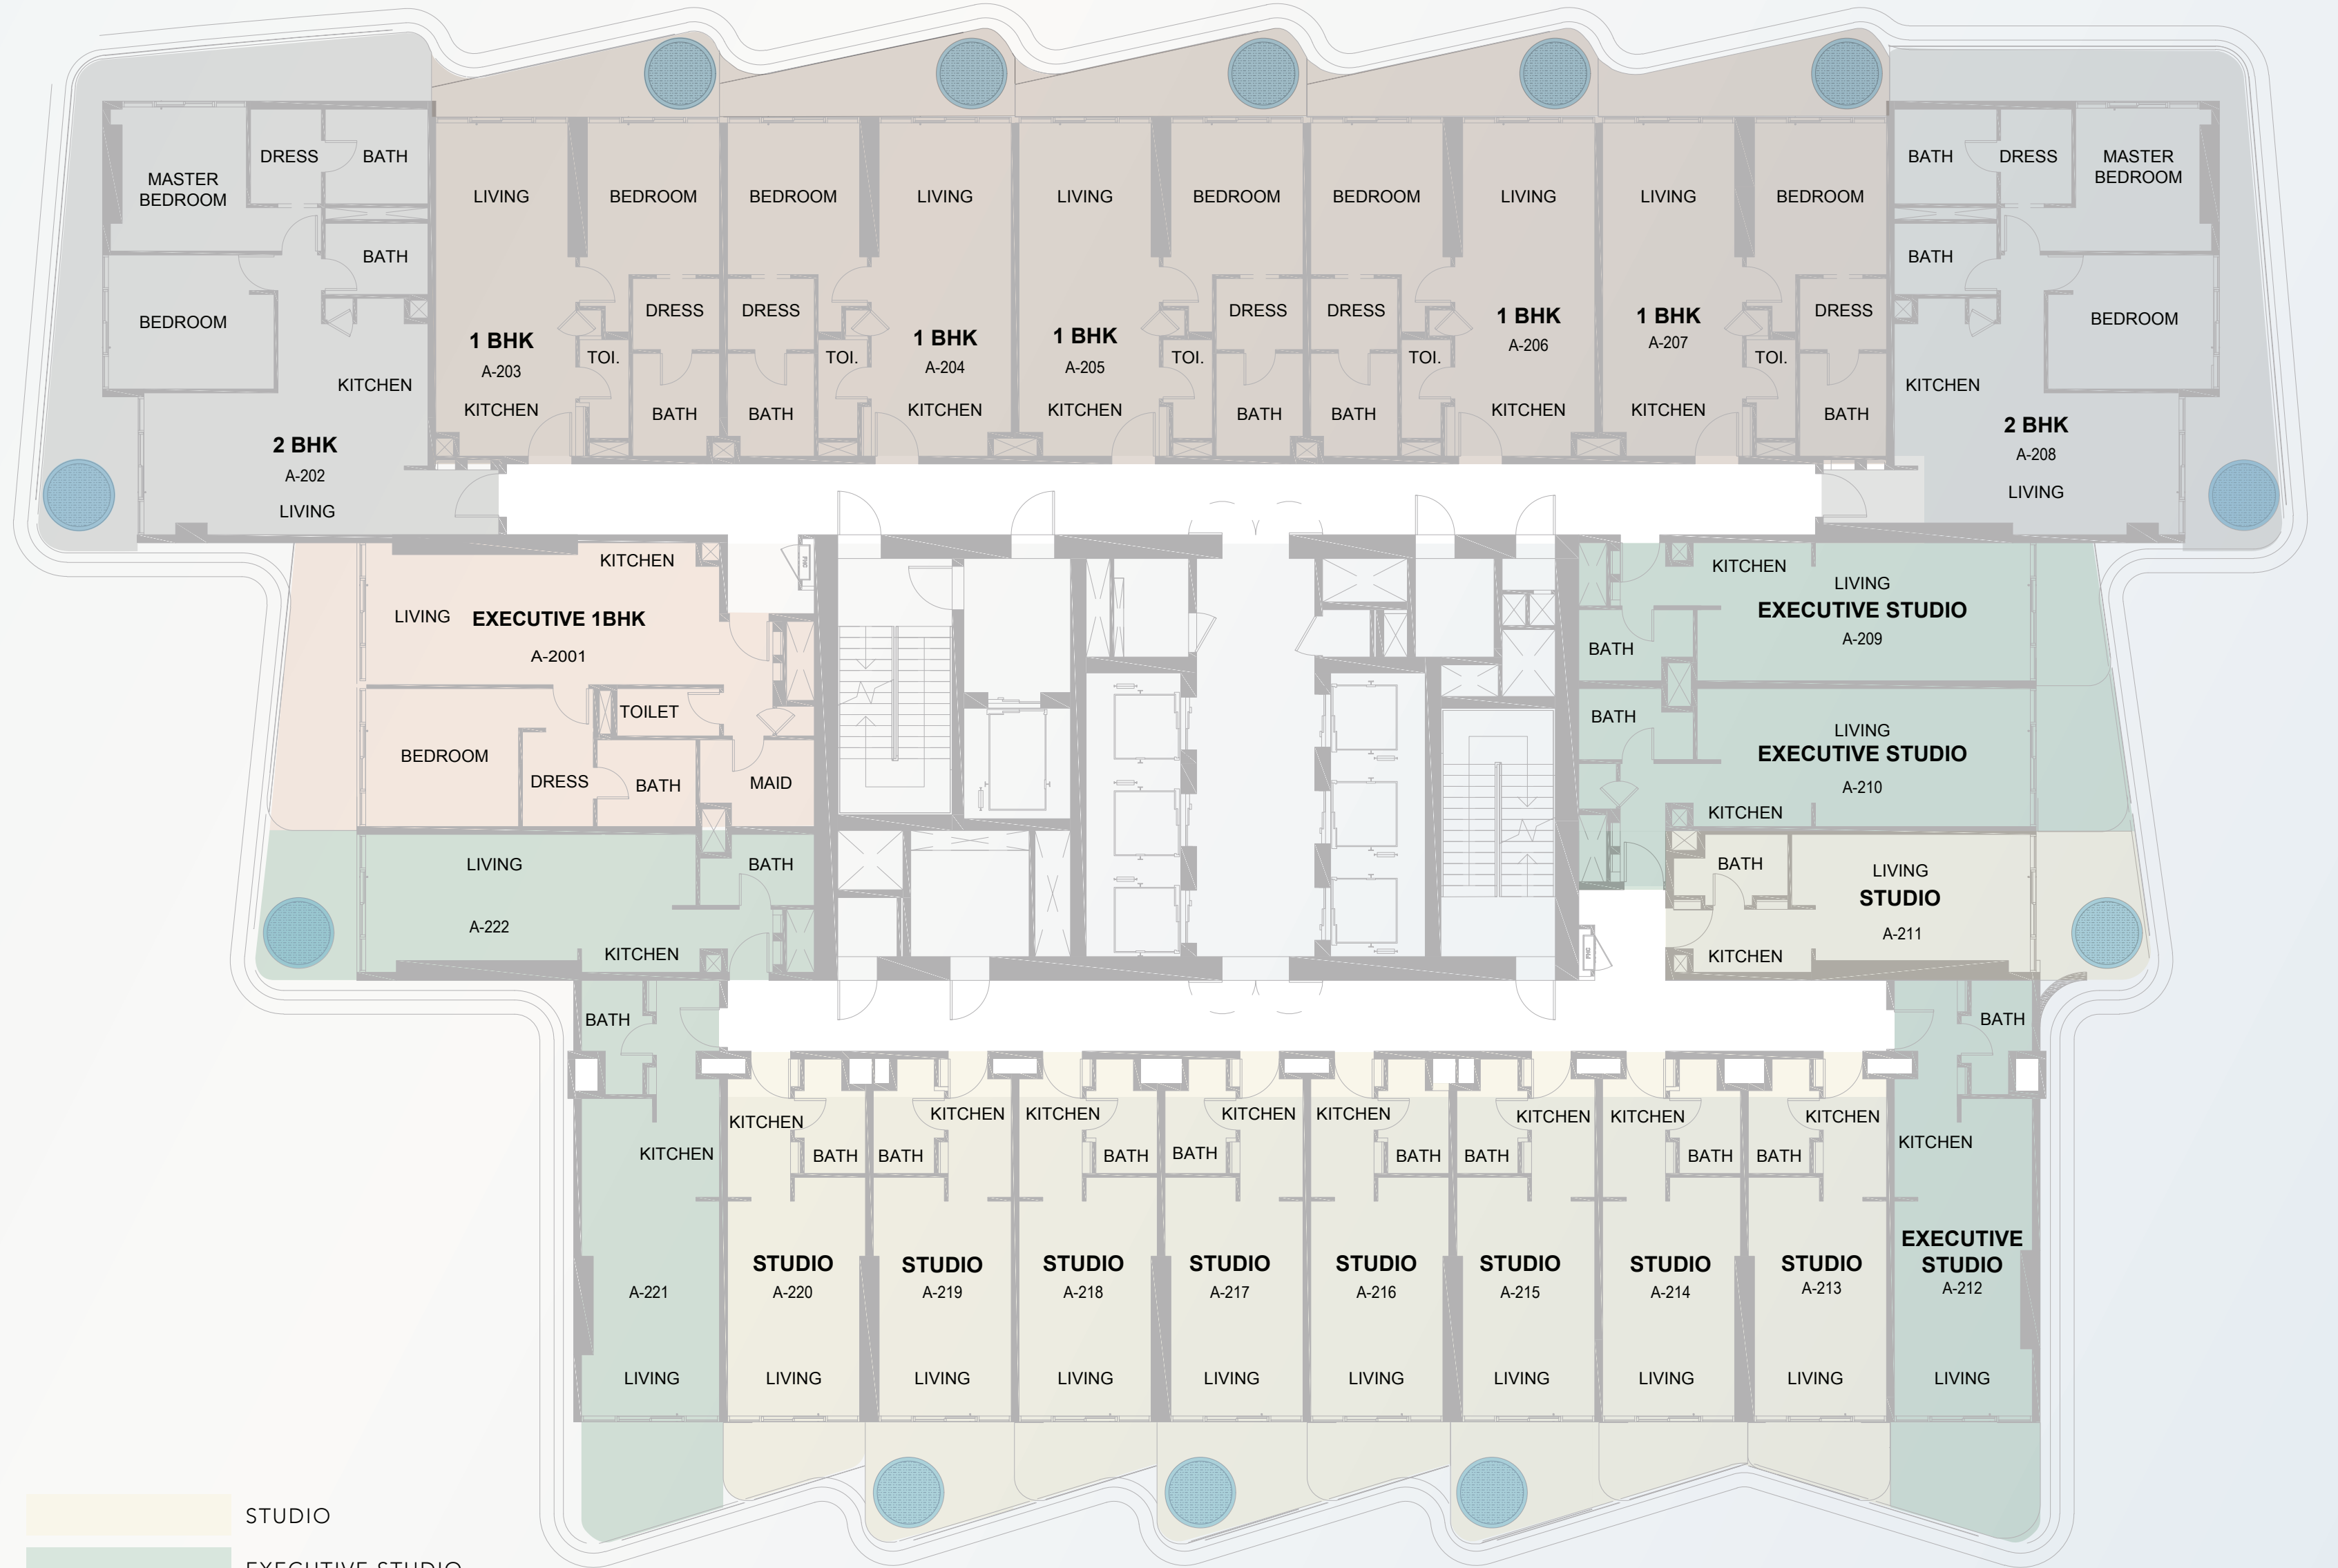 DRESS
BATH
MASTER
BEDROOM
BATH
BEDROOM
KITCHEN
2 BHK
A-202
LIVING
LIVING
BEDROOM
1 BHK
A-203
DRESS
TOI.
KITCHEN
BATH
BEDROOM
LIVING
DRESS
1 BHK
A-204
TOI.
BATH
KITCHEN
LIVING
BEDROOM
1 BHK
A-205
DRESS
TOI.
KITCHEN
BATH
BEDROOM
LIVING
DRESS
1 BHK
A-206
TOI.
BATH
KITCHEN
LIVING
BEDROOM
1 BHK
A-207
DRESS
TOI.
KITCHEN
BATH
BATH
DRESS
MASTER
BEDROOM
BATH
BEDROOM
KITCHEN
2 BHK
A-208
LIVING
KITCHEN
LIVING
EXECUTIVE 1BHK
A-2001
TOILET
BEDROOM
DRESS
BATH
MAID
KITCHEN
LIVING
EXECUTIVE STUDIO
A-209
BATH
BATH
LIVING
EXECUTIVE STUDIO
A-210
KITCHEN
LIVING
BATH
A-222
KITCHEN
BATH
LIVING
STUDIO
A-211
KITCHEN
BATH
KITCHEN
A-221
LIVING
KITCHEN
BATH
STUDIO
A-220
LIVING
KITCHEN
BATH
STUDIO
A-219
LIVING
KITCHEN
BATH
STUDIO
A-218
LIVING
KITCHEN
BATH
STUDIO
A-217
LIVING
KITCHEN
BATH
STUDIO
A-216
LIVING
KITCHEN
BATH
STUDIO
A-215
LIVING
KITCHEN
BATH
STUDIO
A-214
LIVING
KITCHEN
BATH
STUDIO
A-213
LIVING
BATH
KITCHEN
EXECUTIVE
STUDIO
A-212
LIVING
STUDIO
EXECUTIVE STUDIO